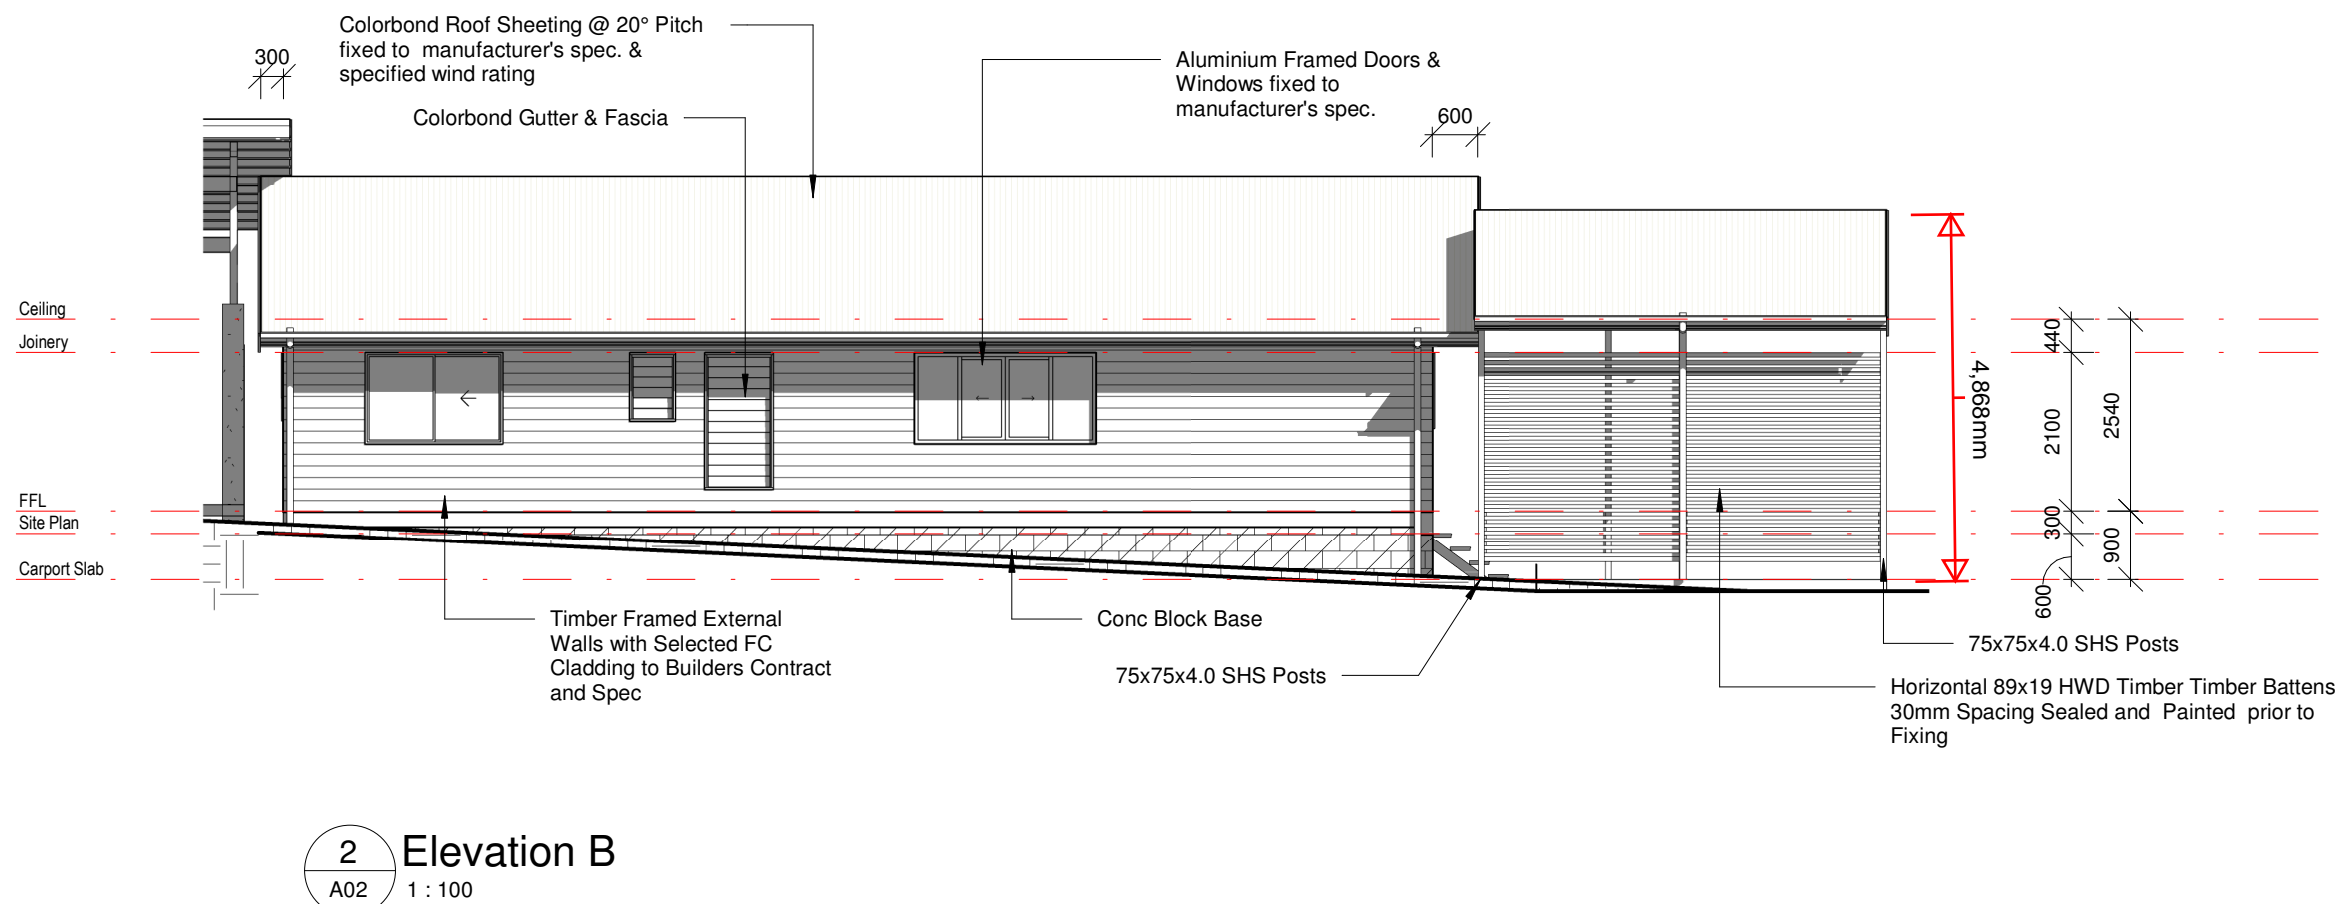 Colorbond Roof Sheeting @ 20° Pitch
fixed to manufacturer's spec. &
specified wind rating
300
Aluminium Framed Doors &
Windows fixed to
manufacturer's spec.
Colorbond Gutter & Fascia
600
Ceiling
Joinery
FFL
Site Plan
Carport Slab
4,868mm
440
2100
300
600
2540
900
Timber Framed External
Walls with Selected FC
Cladding to Builders Contract
and Spec
Conc Block Base
75x75x4.0 SHS Posts
75x75x4.0 SHS Posts
Horizontal 89x19 HWD Timber Timber Battens
30mm Spacing Sealed and Painted prior to
Fixing
2
A02
Elevation B
1 : 100